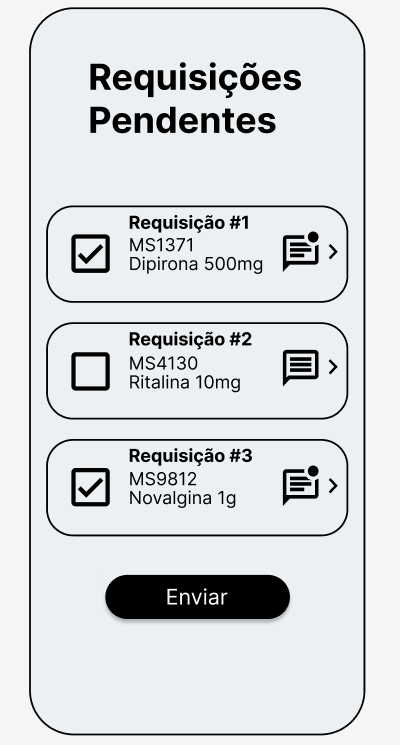 Requisições
Pendentes
Requisição #1
MS1371
Dipirona 500mg
Requisição #2
MS4130
Ritalina 10mg
Requisição #3
MS9812
Novalgina 1g
Enviar